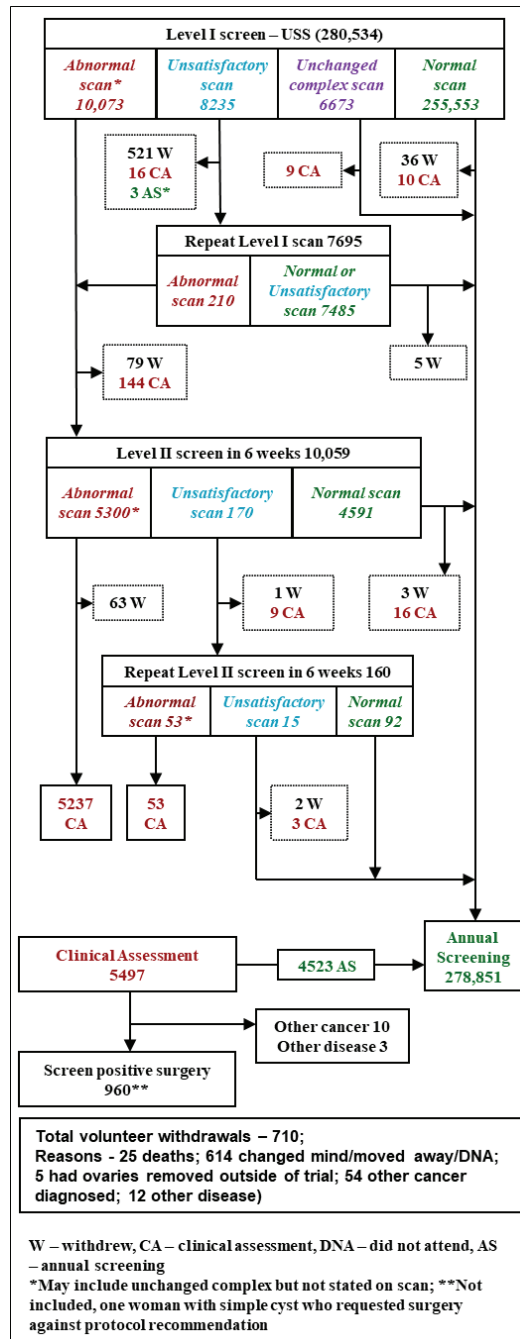 Level I screen – USS (280,534)
Abnormal
scan*
10,073
Unsatisfactory
scan
8235
Unchanged
complex scan
6673
Normal
scan
255,553
521 W
16 CA
3 AS*
9 CA
36 W
10 CA
Repeat Level I scan 7695
Abnormal
scan 210
Normal or
Unsatisfactory
scan 7485
79 W
144 CA
5 W
Level II screen in 6 weeks 10,059
Abnormal
scan 5300*
Unsatisfactory
scan 170
Normal scan
4591
63 W
1 W
9 CA
3 W
16 CA
Repeat Level II screen in 6 weeks 160
Abnormal
scan 53*
Unsatisfactory
scan 15
Normal
scan 92
5237
CA
53
CA
2 W
3 CA
Clinical Assessment
5497
4523 AS
Annual
Screening
278,851
Other cancer 10
Other disease 3
Screen positive surgery
960**
Total volunteer withdrawals – 710;
Reasons - 25 deaths; 614 changed mind/moved away/DNA;
5 had ovaries removed outside of trial; 54 other cancer
diagnosed; 12 other disease)
W – withdrew, CA – clinical assessment, DNA – did not attend, AS
– annual screening
*May include unchanged complex but not stated on scan; **Not
included, one woman with simple cyst who requested surgery
against protocol recommendation